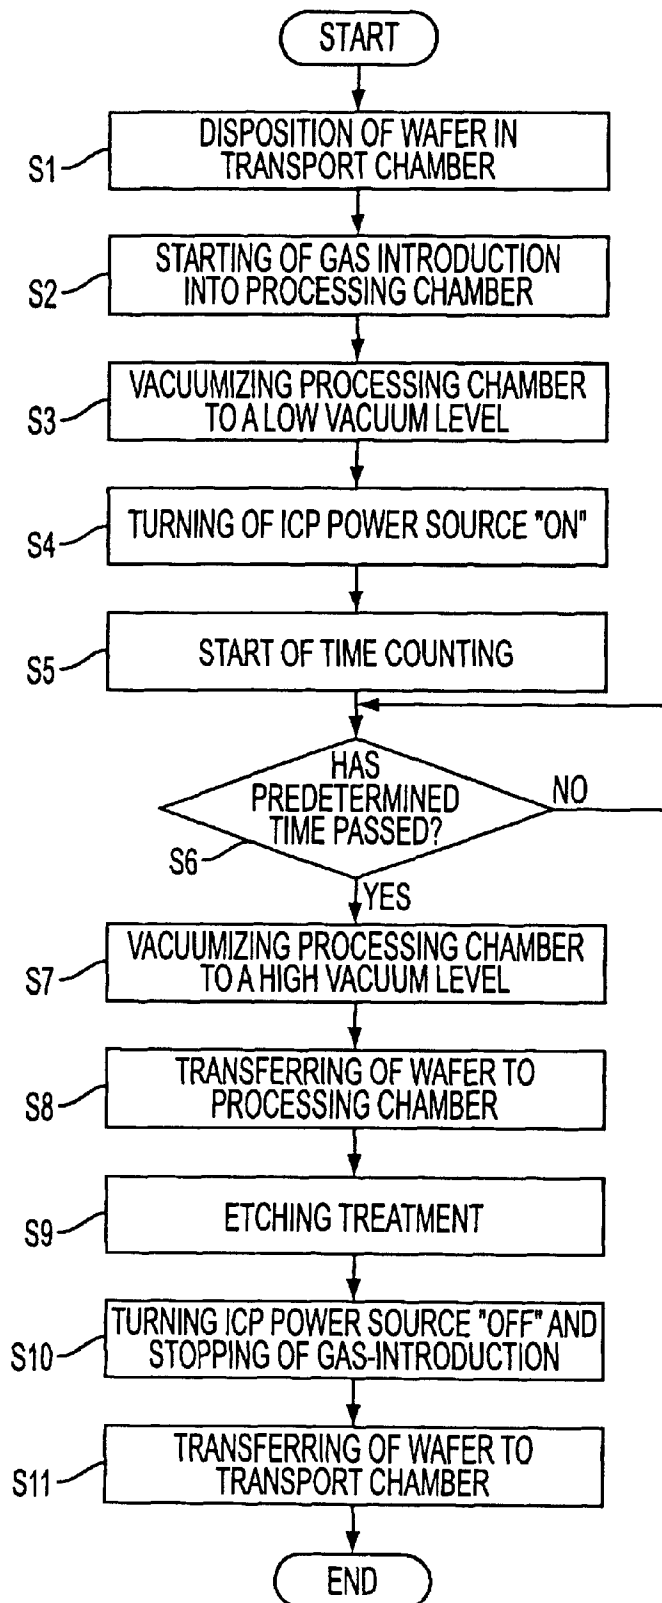 START
S1
DISPOSITION OF WAFER IN
TRANSPORT CHAMBER
S2
STARTING OF GAS INTRODUCTION
INTO PROCESSING CHAMBER
S3
VACUUMIZING PROCESSING CHAMBER
TO A LOW VACUUM LEVEL
S4
TURNING OF ICP POWER SOURCE "ON"
S5
START OF TIME COUNTING
HAS
PREDETERMINED
TIME PASSED?
NO
S6
YES
S7
VACUUMIZING PROCESSING CHAMBER
TO A HIGH VACUUM LEVEL
S8
TRANSFERRING OF WAFER TO
PROCESSING CHAMBER
S9
ETCHING TREATMENT
S10
TURNING ICP POWER SOURCE "OFF" AND
STOPPING OF GAS-INTRODUCTION
S11
TRANSFERRING OF WAFER TO
TRANSPORT CHAMBER
END